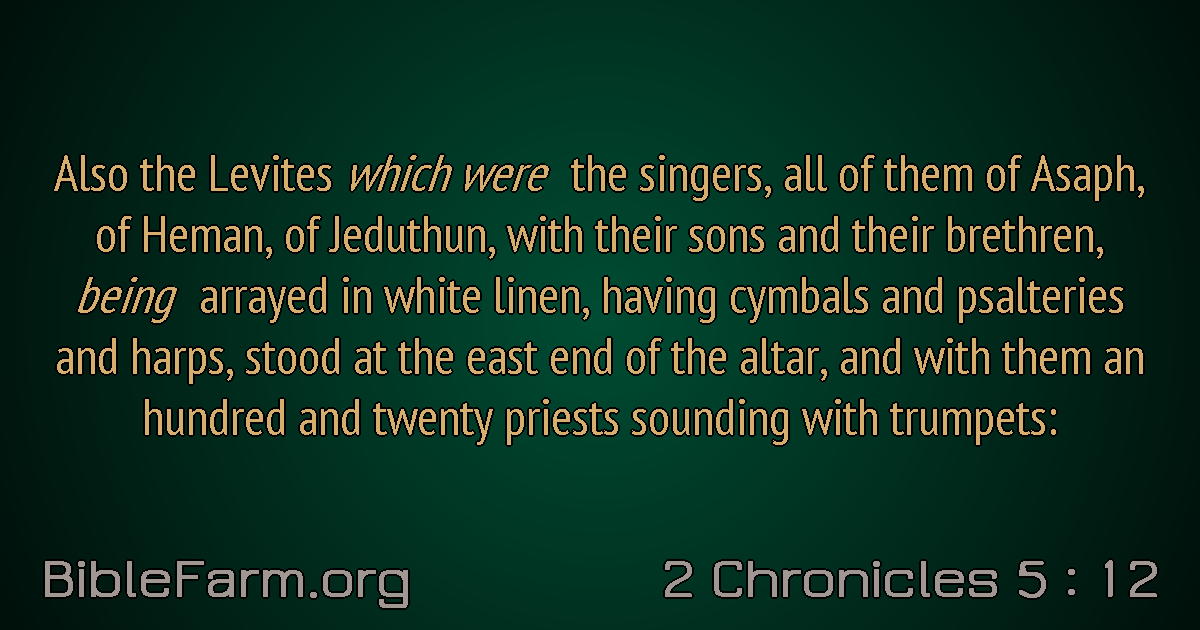 Also the Levites which were the singers, all of them of Asaph,
of Heman, of Jeduthun, with their sons and their brethren,
being arrayed in white linen, having cymbals and psalteries
and harps, stood at the east end of the altar, and with them an
hundred and twenty priests sounding with trumpets:
BibleFarm.org
2 Chronicles 5 : 12